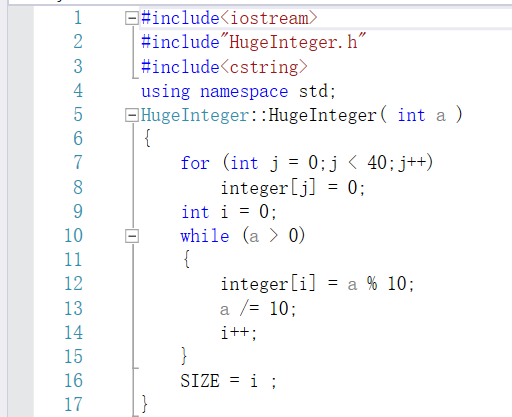 1 #include<iostream>
2 #include"HugeInteger.h"
3 #include<cstring>
4 using namespace std;
5 HugeInteger::HugeInteger( int a )
6 {
7 for (int j = 0;j < 40;j++)
8 integer[j] = 0;
9 int i = 0;
10 while (a > 0)
11 {
12 integer[i] = a % 10;
13 a /= 10;
14 i++;
15 }
16 SIZE = i ;
17 }